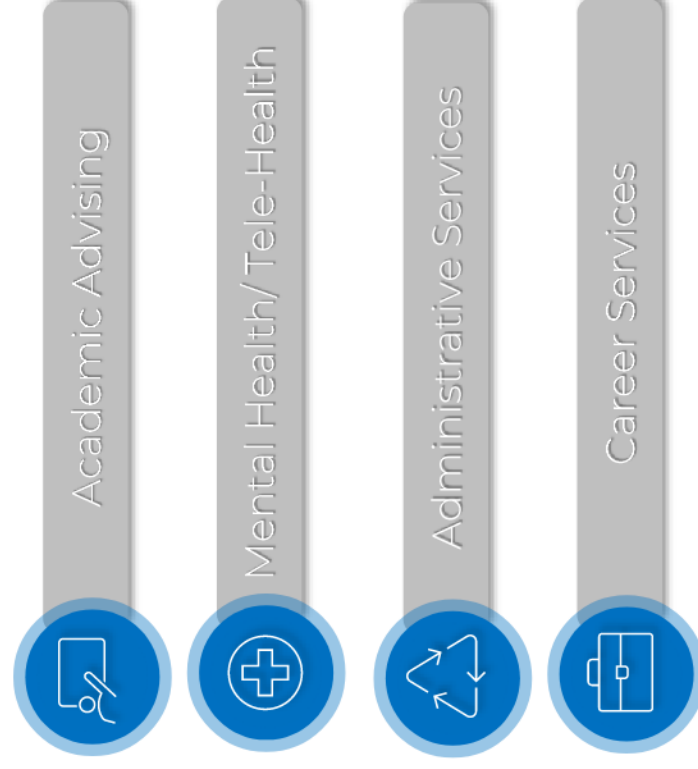 Academic Advising
Mental Health/ Tele-Health
Administrative Services
Career Services